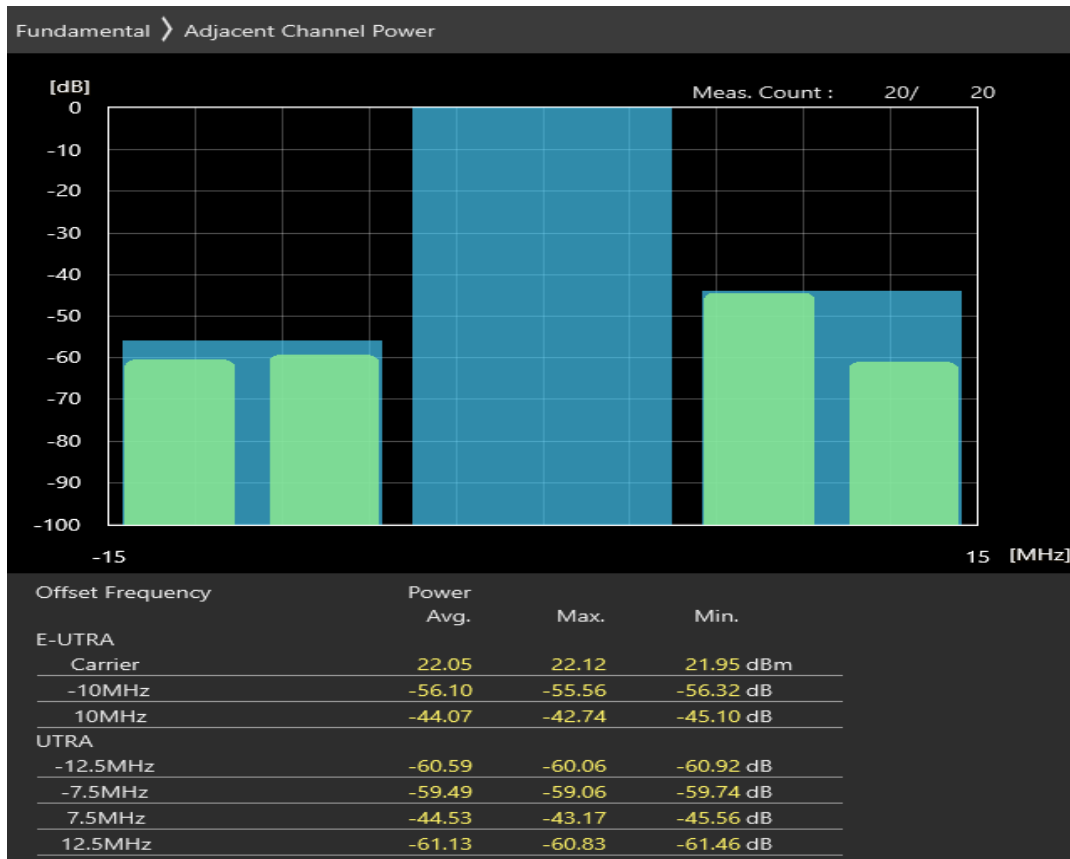 Fundamental ❯ Adjacent Channel Power
[dB]
Meas. Count : 20/ 20
0
-10
-20
-30
-40
-50
-60
-70
-80
-90
-100
-15 15 [MHz]
Offset Frequency Power
Avg. Max. Min.
E-UTRA
Carrier 22.05 22.12 21.95 dBm
-10MHz -56.10 -55.56 -56.32 dB
10MHz -44.07 -42.74 -45.10 dB
UTRA
-12.5MHz -60.59 -60.06 -60.92 dB
-7.5MHz -59.49 -59.06 -59.74 dB
7.5MHz -44.53 -43.17 -45.56 dB
12.5MHz -61.13 -60.83 -61.46 dB